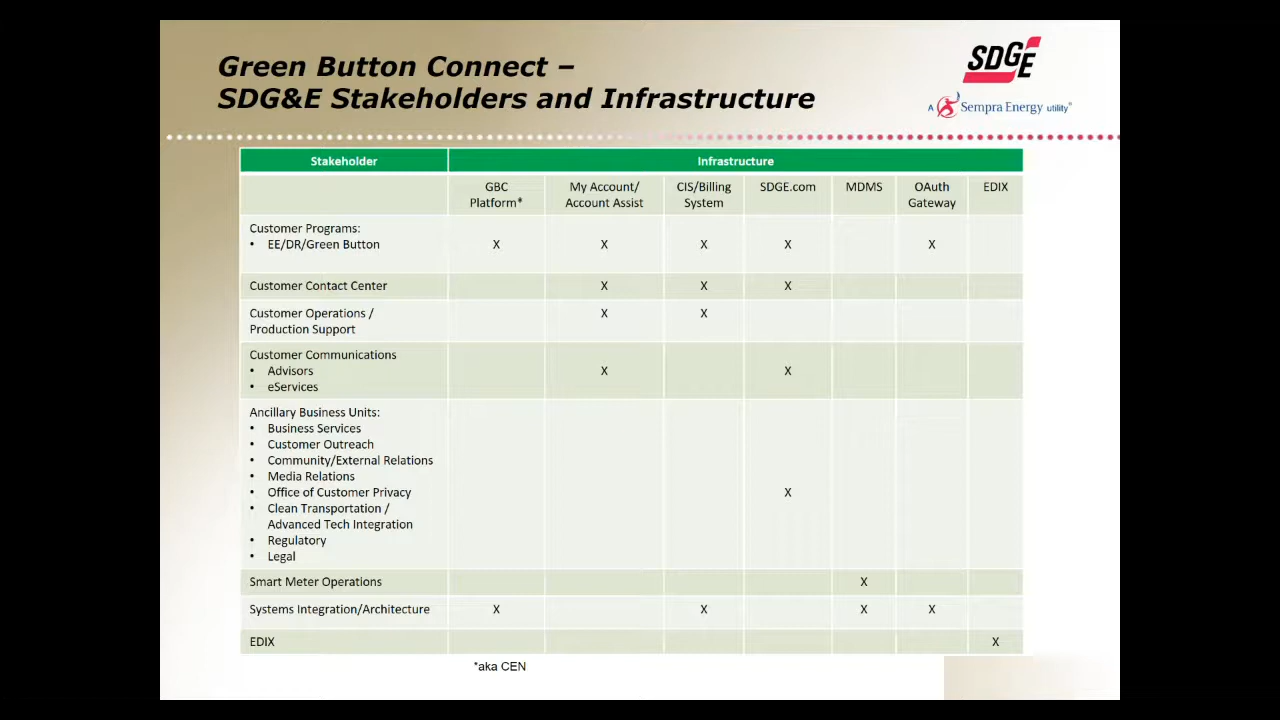 Green Button Connect –
SDG&E Stakeholders and Infrastructure
SDGE
A Sempra Energy utility®
Stakeholder Infrastructure
GBC Platform* My Account/ Account Assist CIS/Billing System SDGE.com MDMS OAuth Gateway EDIX
Customer Programs:
• EE/DR/Green Button X X X X X
Customer Contact Center X X X
Customer Operations / 
Production Support X X
Customer Communications
• Advisors X X
• eServices
Ancillary Business Units:
• Business Services
• Customer Outreach
• Community/External Relations
• Media Relations
• Office of Customer Privacy X
• Clean Transportation /
Advanced Tech Integration
• Regulatory
• Legal
Smart Meter Operations X
Systems Integration/Architecture X X X X
EDIX X
*aka CEN